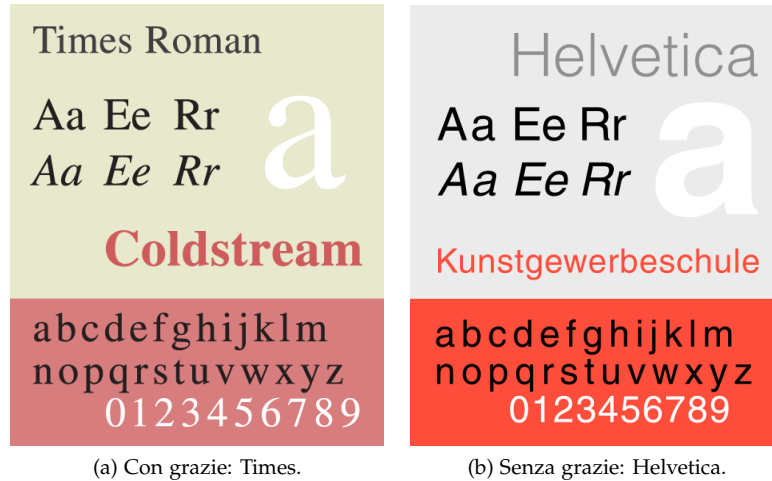 Times Roman
Aa Ee Rr
a
Aa Ee Rr
Coldstream
abcdefghijklm
nopqrstuvwxyz
0123456789
(a) Con grazie: Times.
Helvetica
Aa Ee Rr
a
Aa Ee Rr
Kunstgewerbeschule
abcdefghijklm
nopqrstuvwxyz
0123456789
(b) Senza grazie: Helvetica.